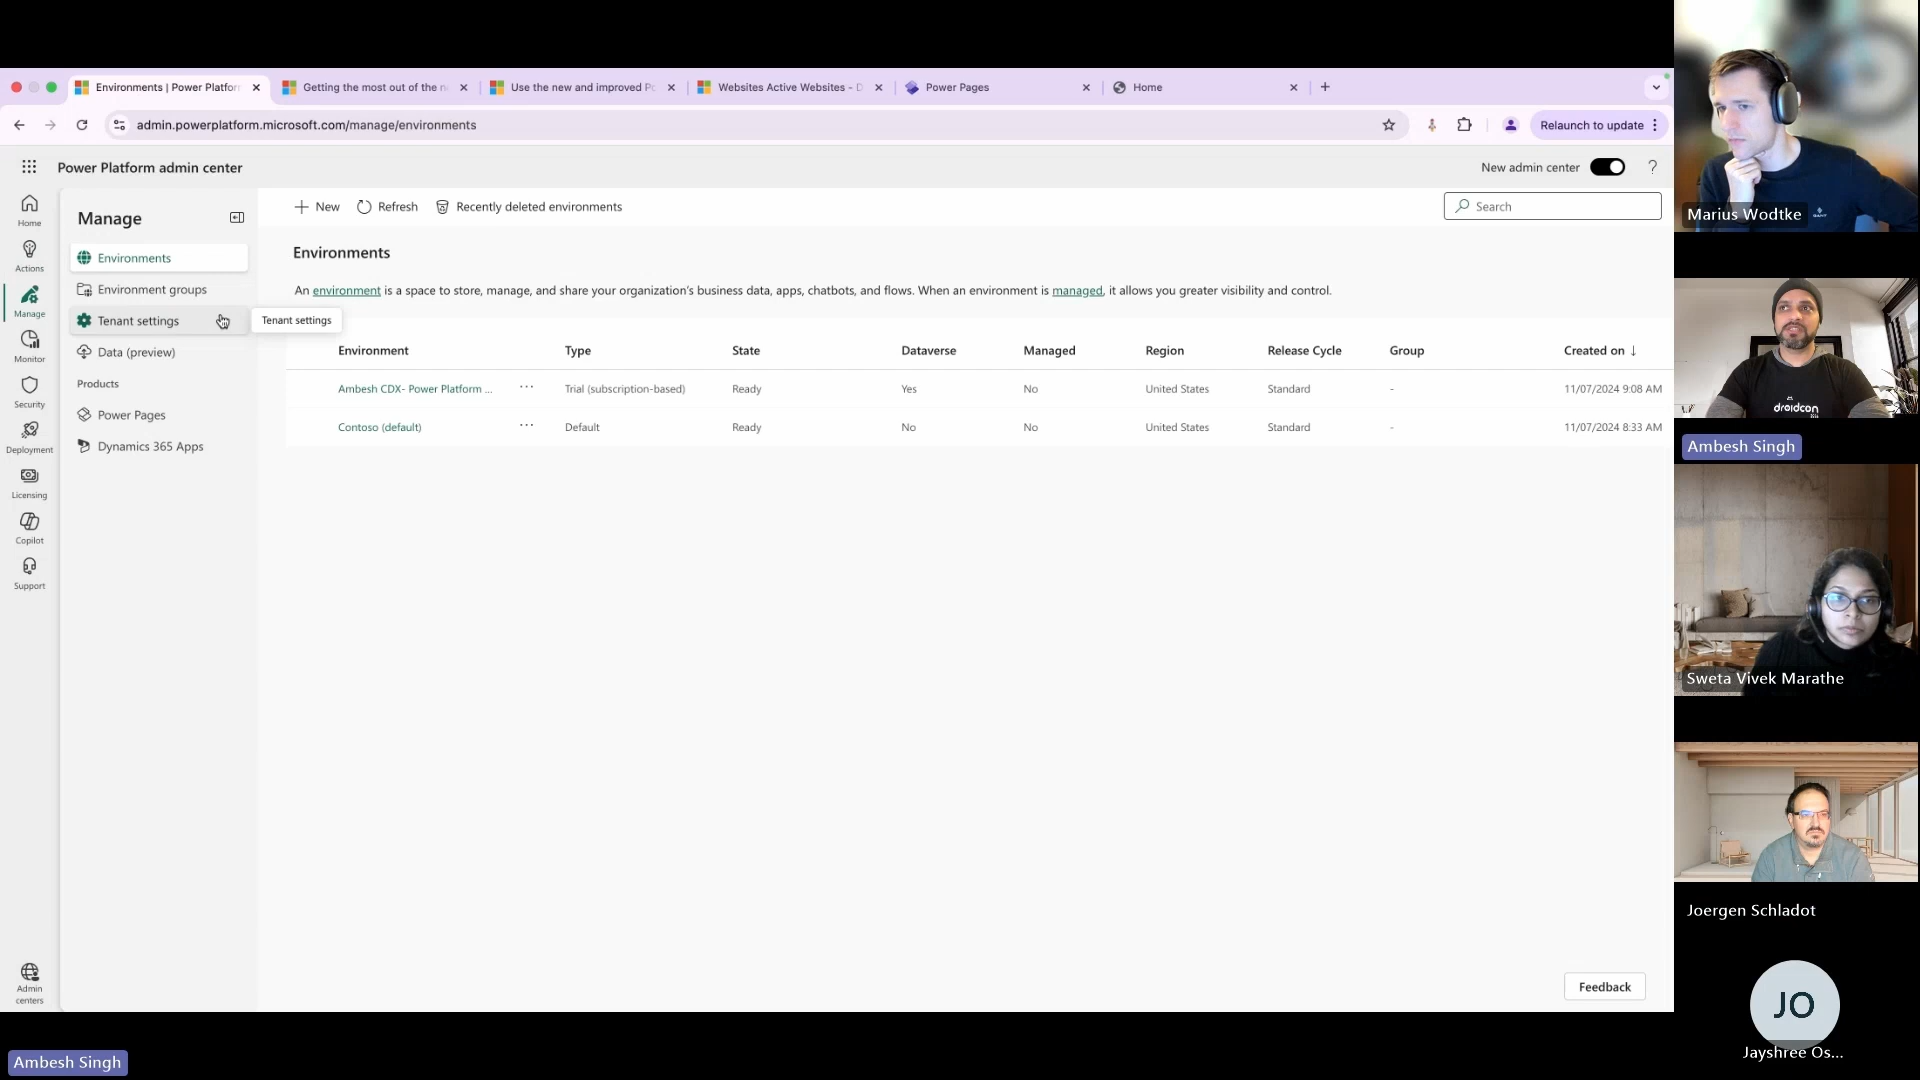 Environments | Power Platfor
Getting the most out of the n
Use the new and improved Po
Websites Active Websites - D
Power Pages
Home
admin.powerplatform.microsoft.com/manage/environments
Relaunch to update
Power Platform admin center
New admin center
?
Home
Actions
Manage
Monitor
Security
Deployment
Licensing
Copilot
Support
Admin
centers
Manage
Environments
Environment groups
Tenant settings
Data (preview)
Products
Power Pages
Dynamics 365 Apps
Tenant settings
New
Refresh
Recently deleted environments
Search
Environments
An environment is a space to store, manage, and share your organization's business data, apps, chatbots, and flows. When an environment is managed, it allows you greater visibility and control.
Environment Type State Dataverse Managed Region Release Cycle Group Created on ↓
Ambesh CDX- Power Platform ... ... Trial (subscription-based) Ready Yes No United States Standard - 11/07/2024 9:08 AM
Contoso (default) ... Default Ready No No United States Standard - 11/07/2024 8:33 AM
Feedback
Marius Wodtke
droidcon
Ambesh Singh
Sweta Vivek Marathe
Joergen Schladot
JO
Jayshree Os...
Ambesh Singh